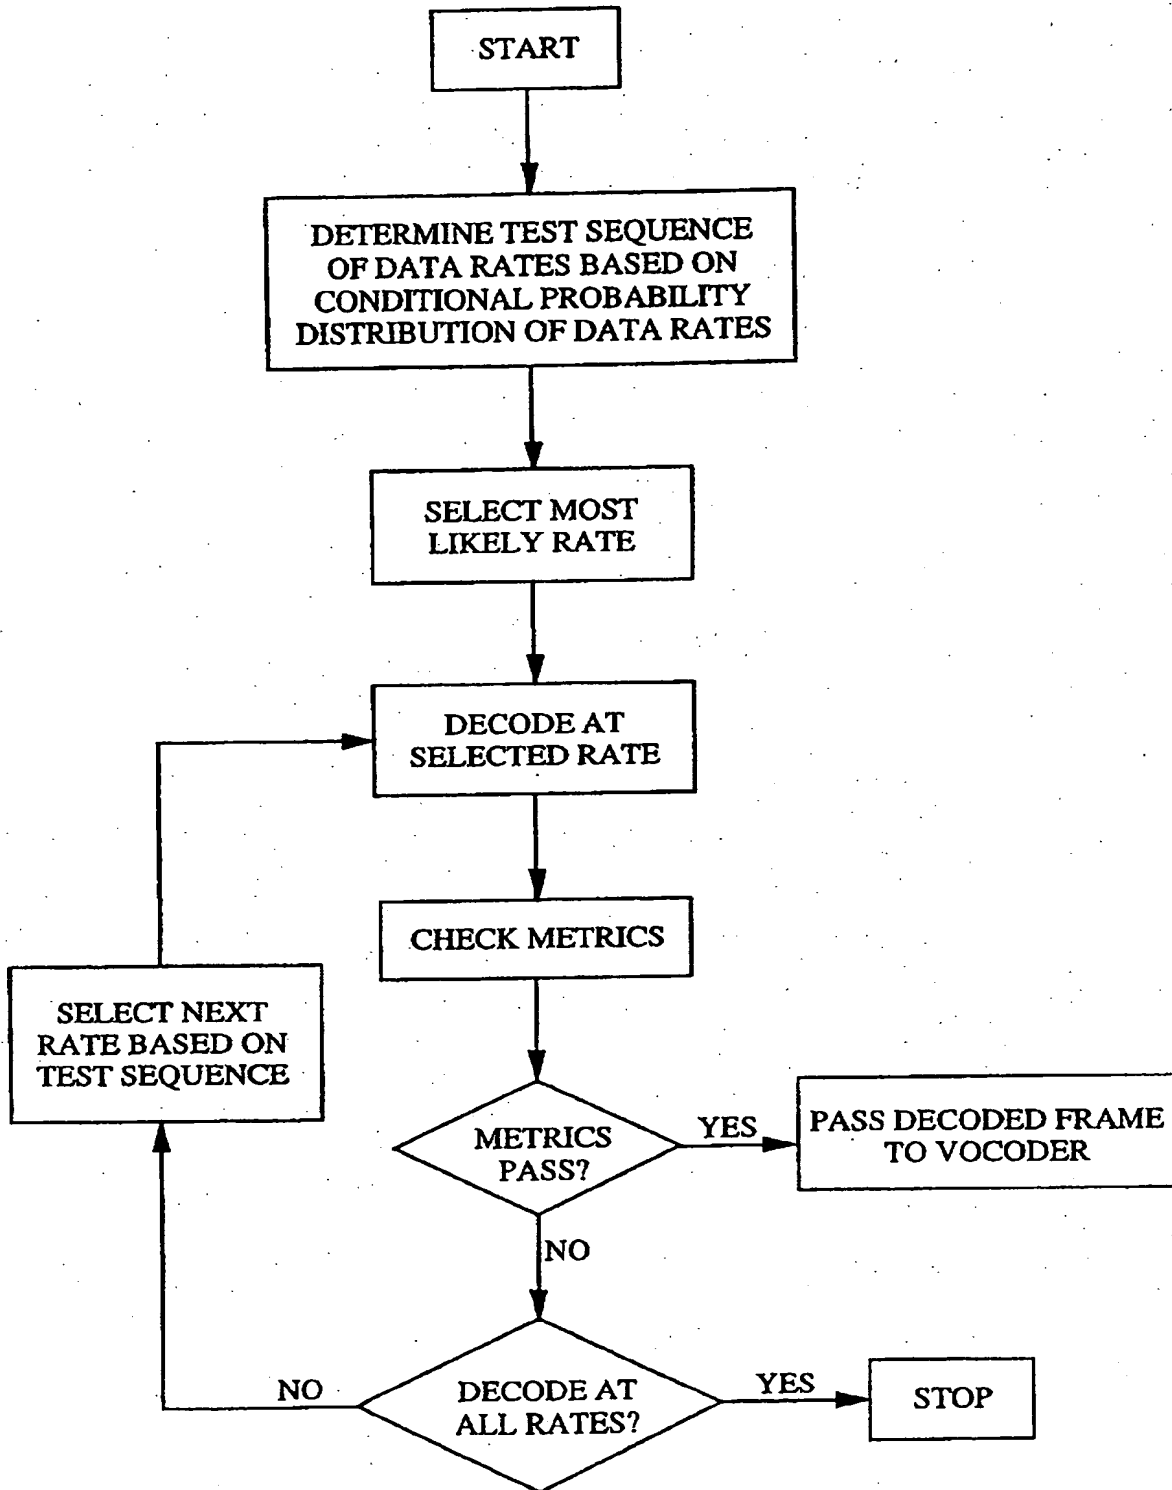 START
DETERMINE TEST SEQUENCE
OF DATA RATES BASED ON
CONDITIONAL PROBABILITY
DISTRIBUTION OF DATA RATES
SELECT MOST
LIKELY RATE
DECODE AT
SELECTED RATE
CHECK METRICS
SELECT NEXT
RATE BASED ON
TEST SEQUENCE
METRICS
PASS?
YES
PASS DECODED FRAME
TO VOCODER
NO
DECODE AT
ALL RATES?
NO
YES
STOP